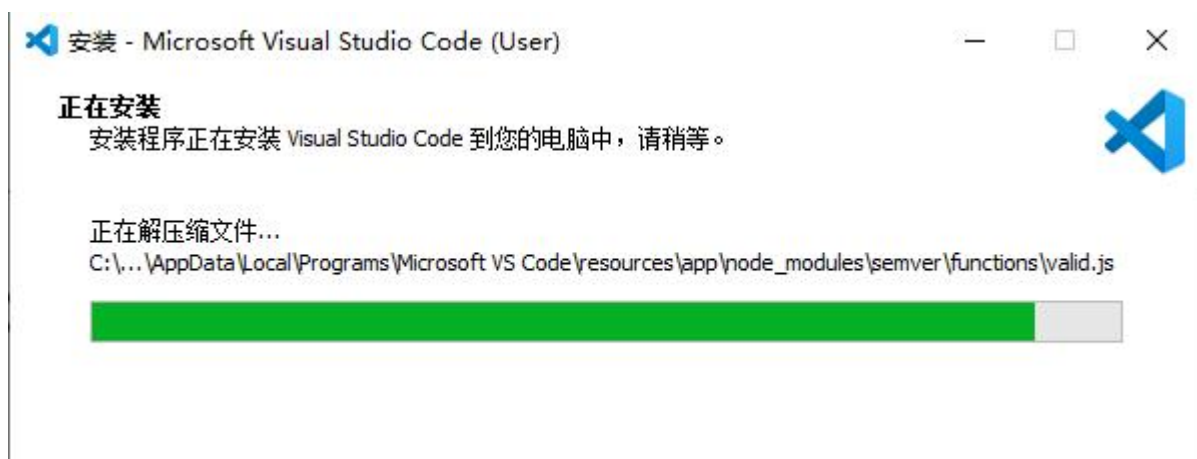 安装 - Microsoft Visual Studio Code (User)
正在安装
安装程序正在安装 Visual Studio Code 到您的电脑中，请稍等。
正在解压缩文件...
C:\...\AppData\Local\Programs\Microsoft VS Code\resources\app\node_modules\semver\functions\valid.js